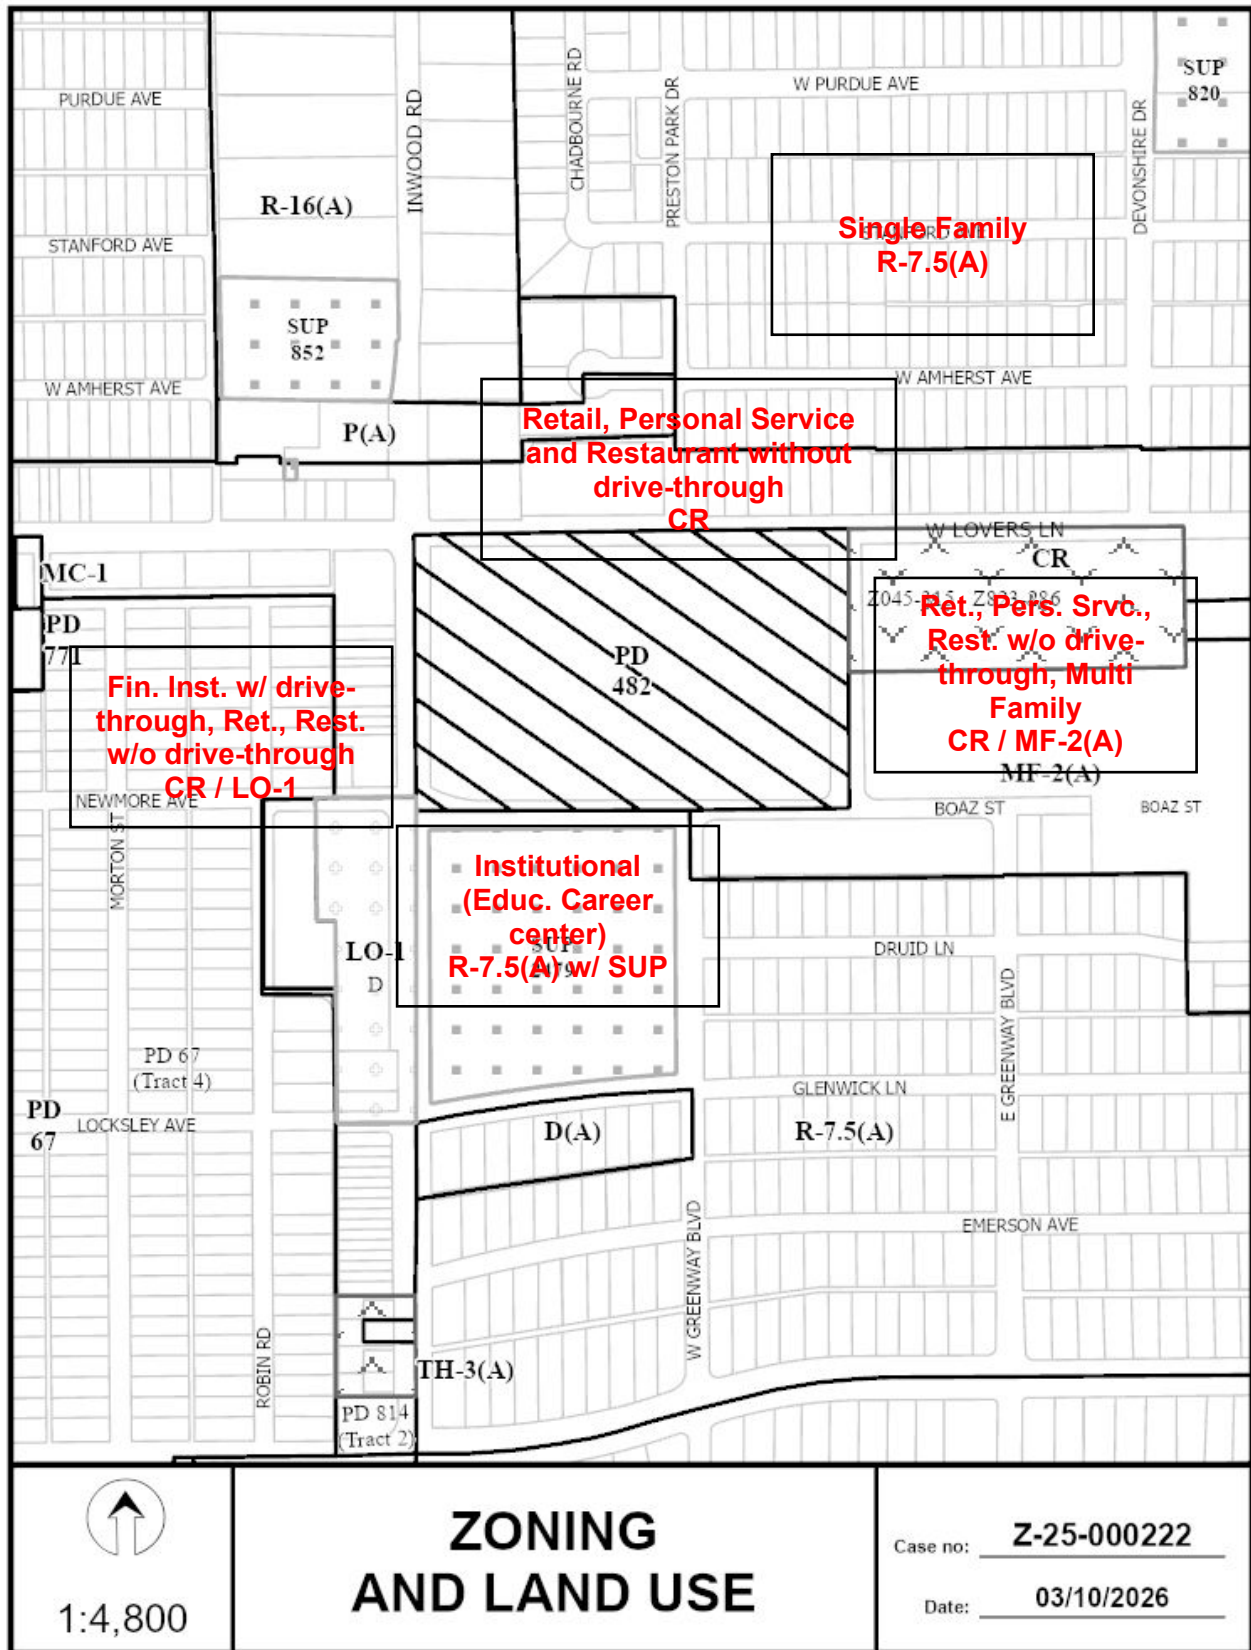 PURDUE AVE
W PURDUE AVE
SUP
820
INWOOD RD
CHADBOURNE RD
PRESTON PARK DR
DEVONSHIRE DR
R-16(A)
STANFORD AVE
Single Family
R-7.5(A)
SUP
852
W AMHERST AVE
W AMHERST AVE
P(A)
Retail, Personal Service
and Restaurant without
drive-through
CR
W LOVERS LN
CR
MC-1
PD
771
PD
482
Ret., Pers. Srvc.,
Rest. w/o drive-
through, Multi
Family
CR / MF-2(A)
MF-2(A)
Fin. Inst. w/ drive-
through, Ret., Rest.
w/o drive-through
CR / LO-1
NEWMORE AVE
MORTON ST
BOAZ ST
BOAZ ST
Institutional
(Educ. Career
center)
R-7.5(A) w/ SUP
SUP
LO-1
D
DRUID LN
E GREENWAY BLVD
PD 67
(Tract 4)
GLENWICK LN
PD
67
LOCKSLEY AVE
D(A)
R-7.5(A)
W GREENWAY BLVD
EMERSON AVE
ROBIN RD
TH-3(A)
PD 814
(Tract 2)
1:4,800
ZONING
AND LAND USE
Case no: Z-25-000222
Date: 03/10/2026